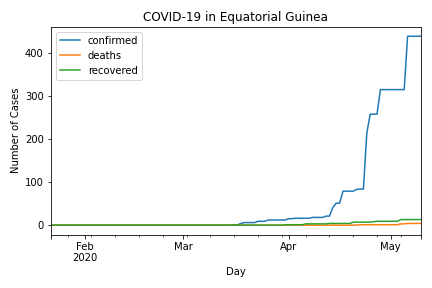 COVID-19 in Equatorial Guinea
confirmed
deaths
recovered
Number of Cases
400
300
200
100
0
Feb
2020
Mar
Apr
May
Day